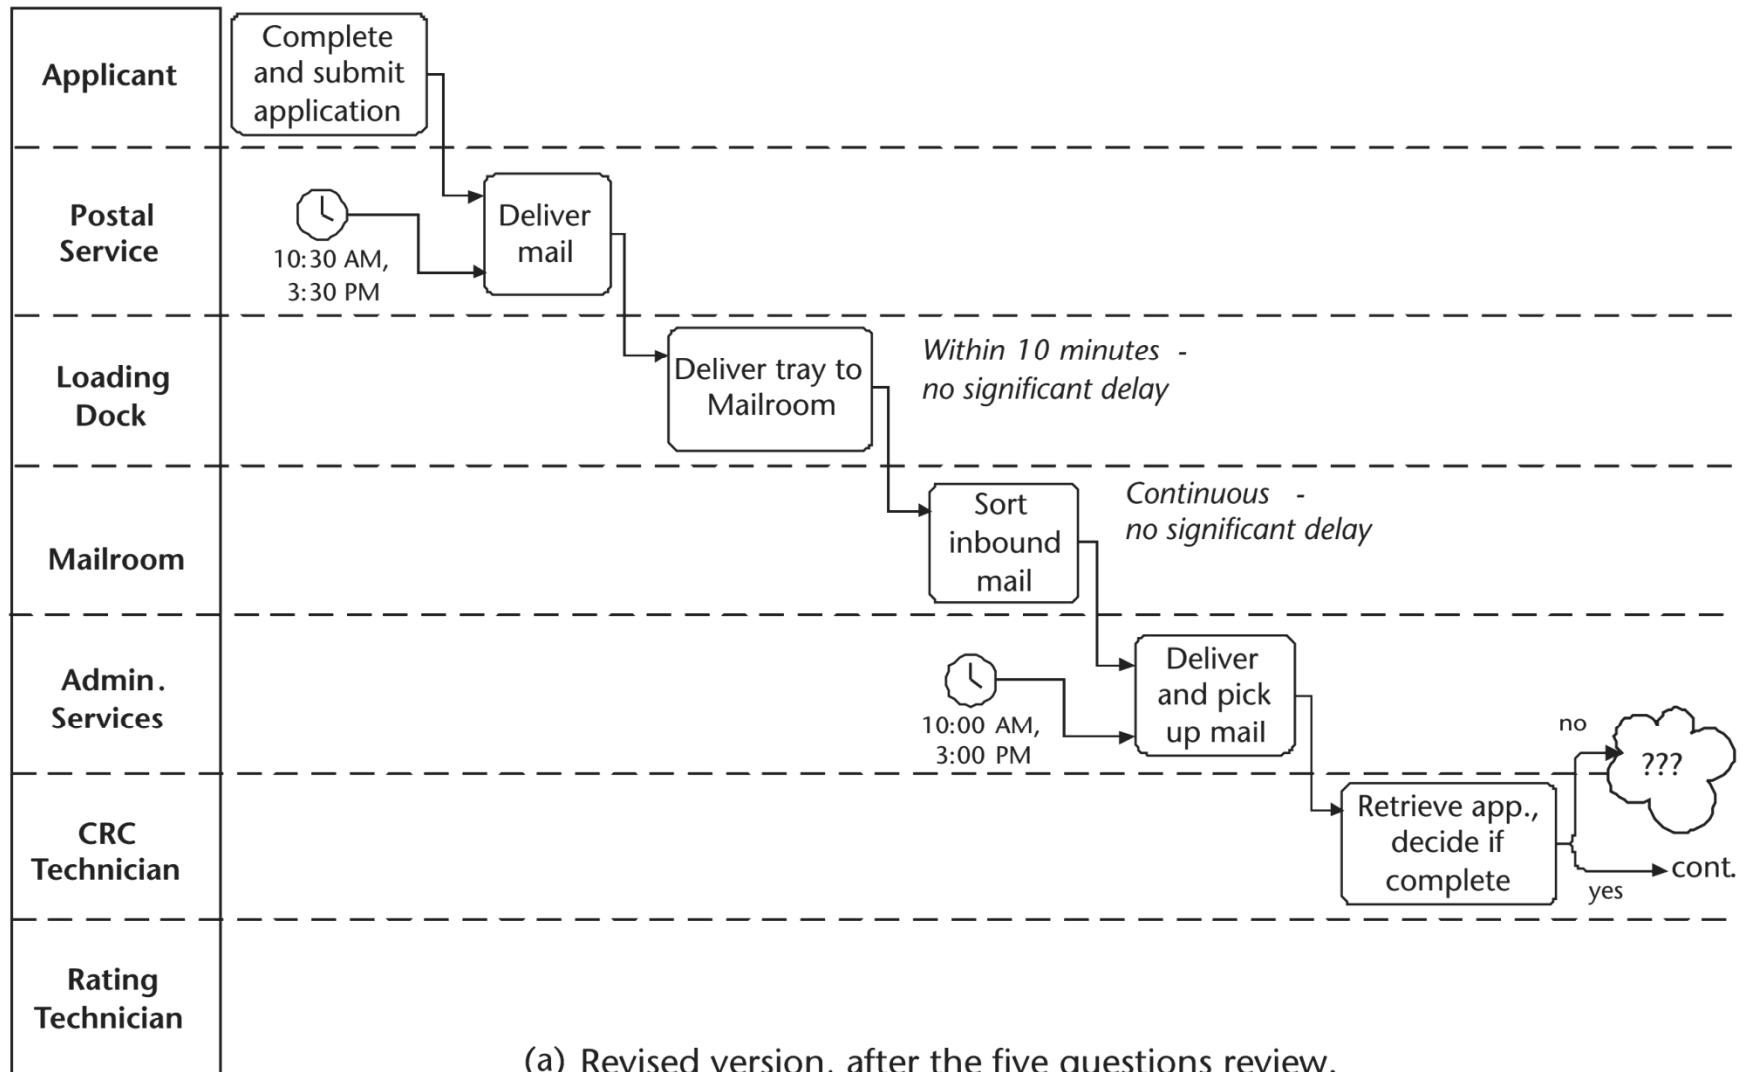 Applicant
Complete
and submit
application
Postal
Service
10:30 AM,
3:30 PM
Deliver
mail
Loading
Dock
Deliver tray to
Mailroom
Within 10 minutes -
no significant delay
Mailroom
Sort
inbound
mail
Continuous -
no significant delay
Admin.
Services
10:00 AM,
3:00 PM
Deliver
and pick
up mail
no
???
CRC
Technician
Retrieve app.,
decide if
complete
yes
cont.
Rating
Technician
(a) Revised version, after the five questions review.